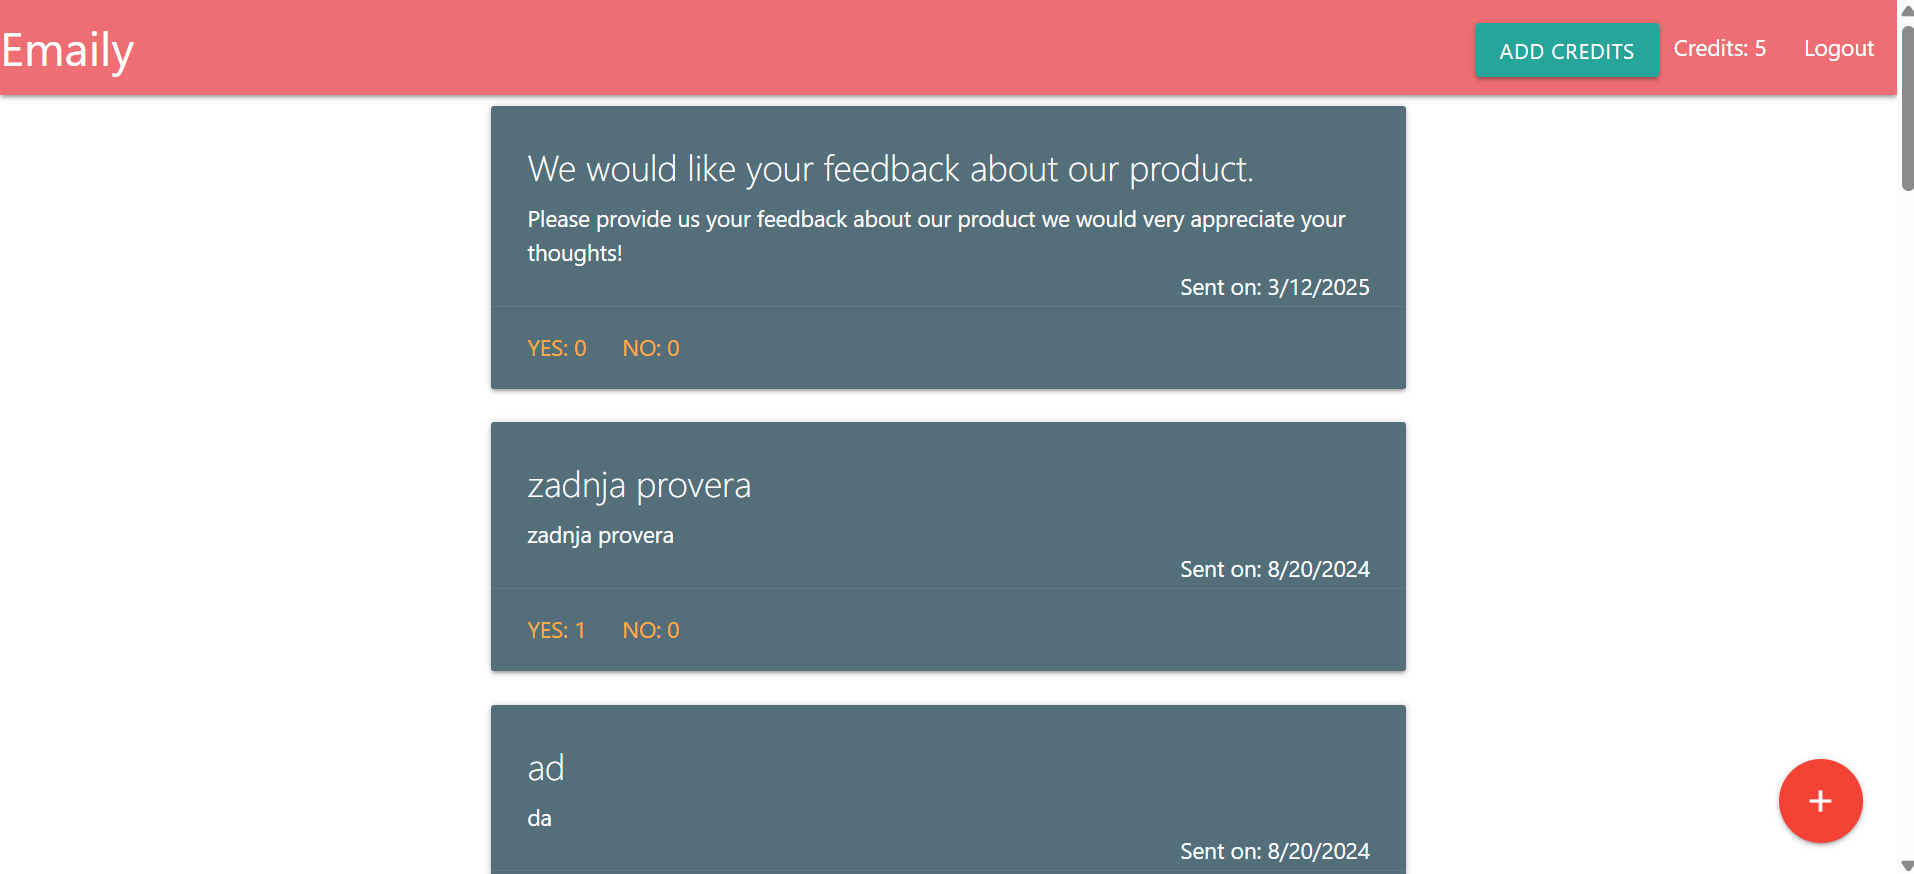 Emaily
ADD CREDITS Credits: 5 Logout
We would like your feedback about our product.
Please provide us your feedback about our product we would very appreciate your
thoughts!
Sent on: 3/12/2025
YES: 0 NO: 0
zadnja provera
zadnja provera
Sent on: 8/20/2024
YES: 1 NO: 0
ad
da
Sent on: 8/20/2024
+